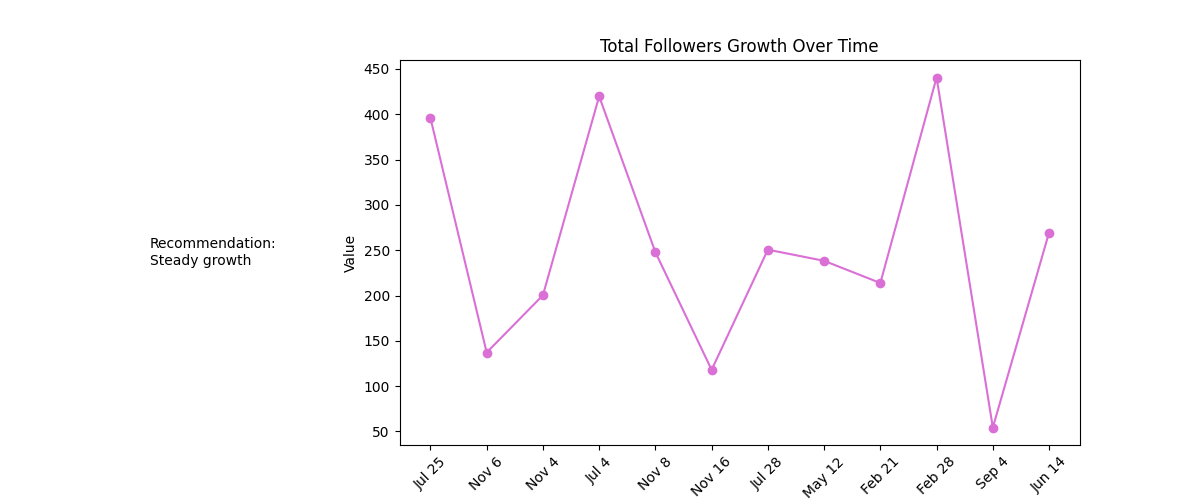 Total Followers Growth Over Time
Recommendation:
Steady growth
Value
450
400
350
300
250
200
150
100
50
Jul 25
Nov 6
Nov 4
Jul 4
Nov 8
Nov 16
Jul 28
May 12
Feb 21
Feb 28
Sep 4
Jun 14